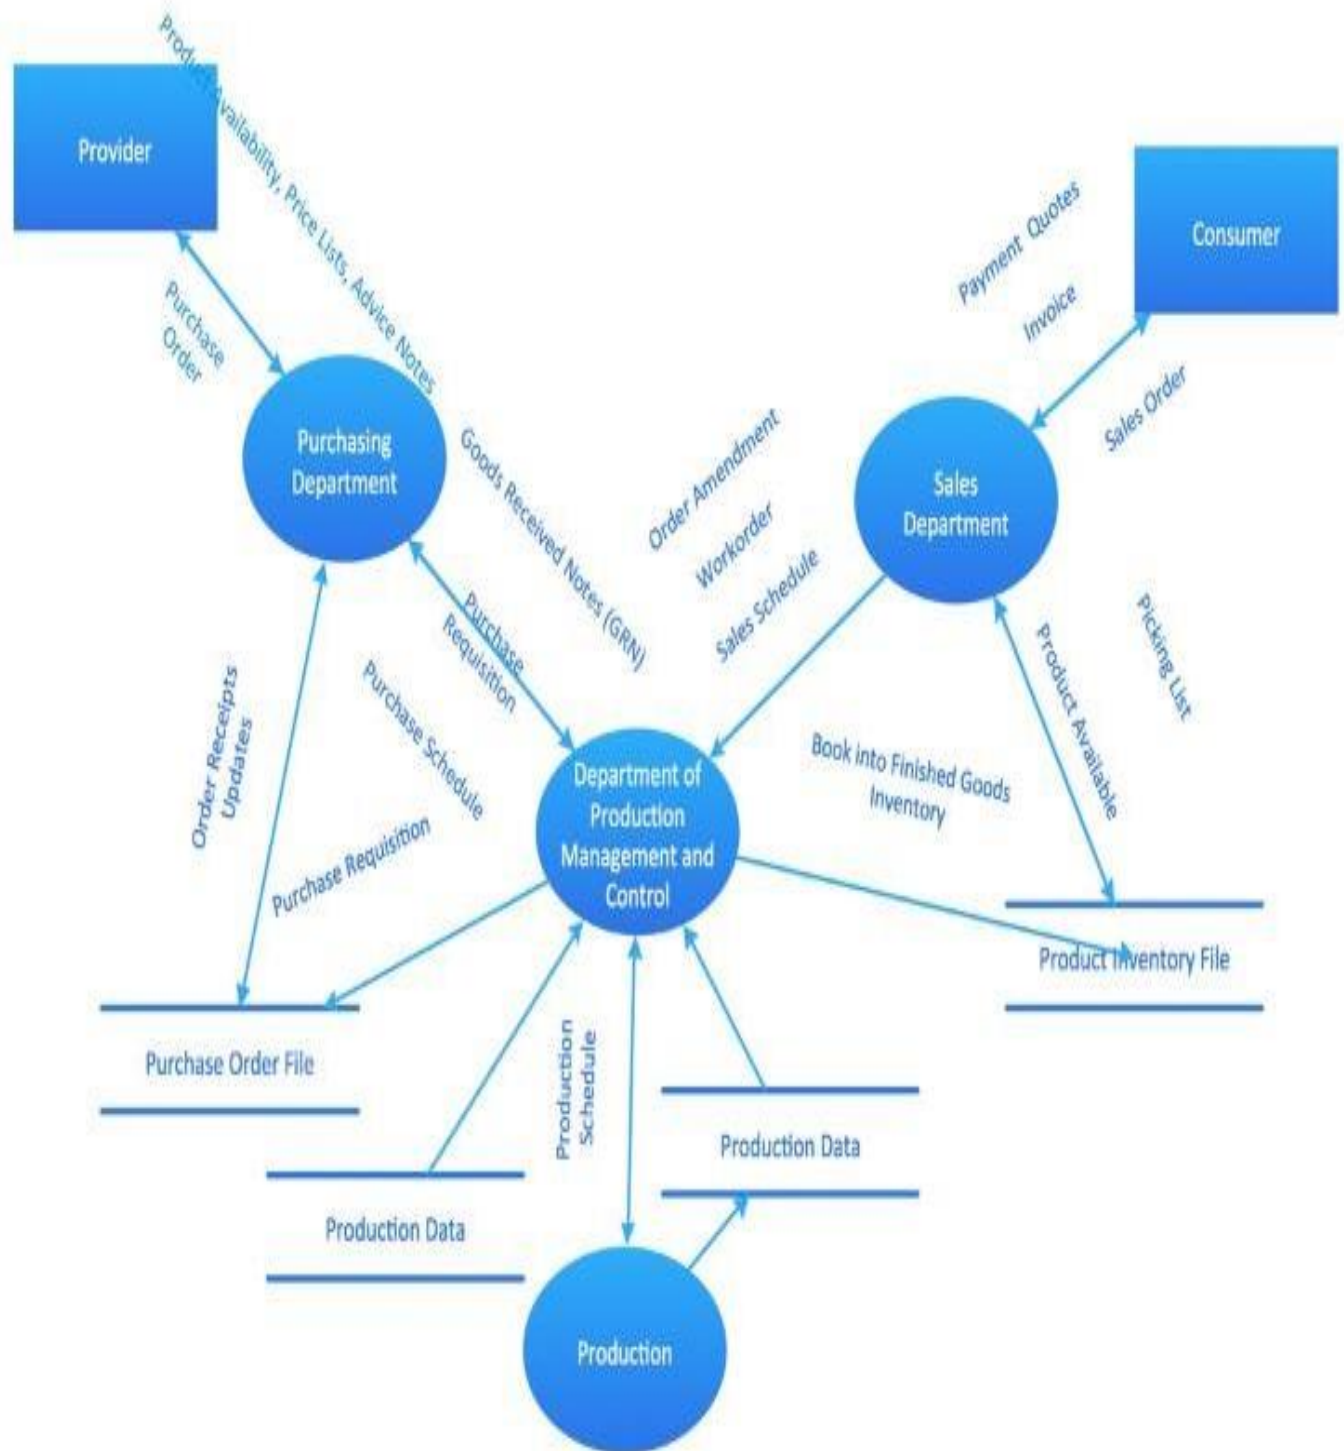 Product Availability, Price Lists, Advice Notes
Provider
Consumer
Payment Quotes
Invoice
Purchase
Order
Sales Order
Purchasing
Department
Goods Received Notes (GRN)
Order Amendment
Workorder
Sales Schedule
Sales
Department
Picking List
Product Available
Purchase
Requisition
Purchase Schedule
Order Receipts
Updates
Purchase Requisition
Department of
Production
Management and
Control
Book into Finished Goods
Inventory
Product Inventory File
Purchase Order File
Production
Schedule
Production Data
Production Data
Production